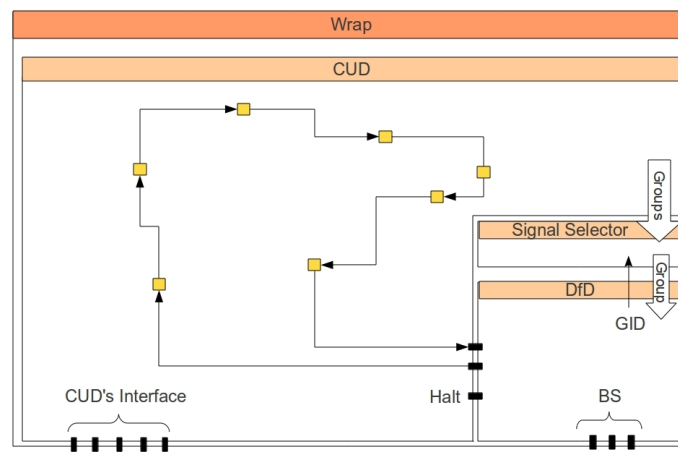 Wrap
CUD
Groups
Signal Selector
Group
DfD
GID
CUD's Interface
Halt
BS